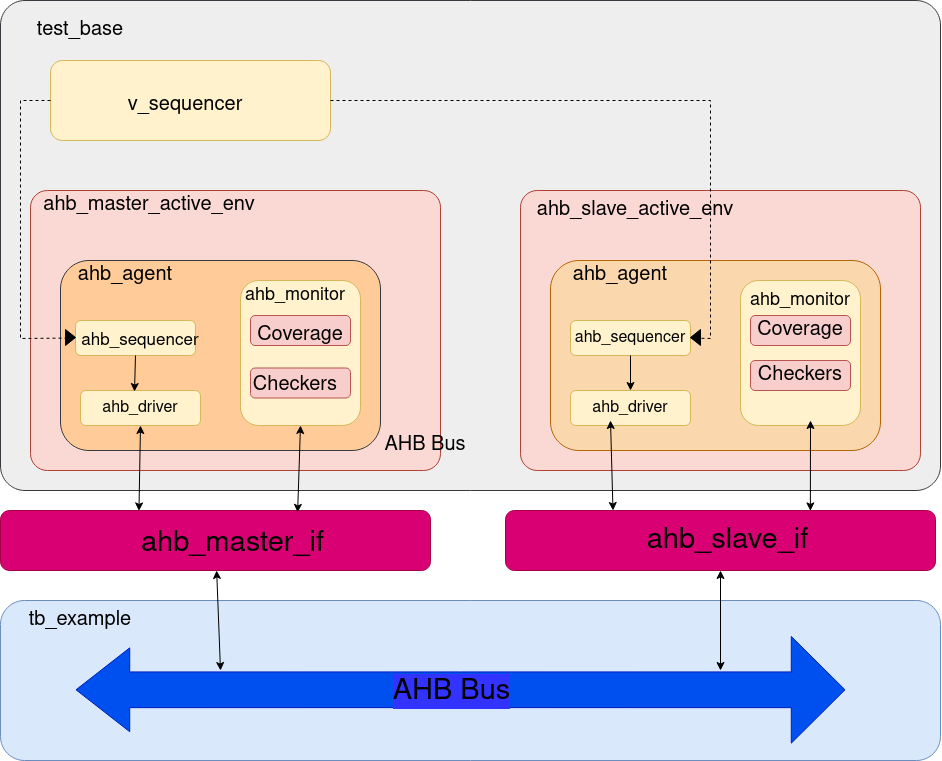 test_base
v_sequencer
ahb_master_active_env
ahb_agent
ahb_monitor
Coverage
ahb_sequencer
Checkers
ahb_driver
AHB Bus
ahb_slave_active_env
ahb_agent
ahb_monitor
Coverage
ahb_sequencer
Checkers
ahb_driver
ahb_master_if
ahb_slave_if
tb_example
AHB Bus